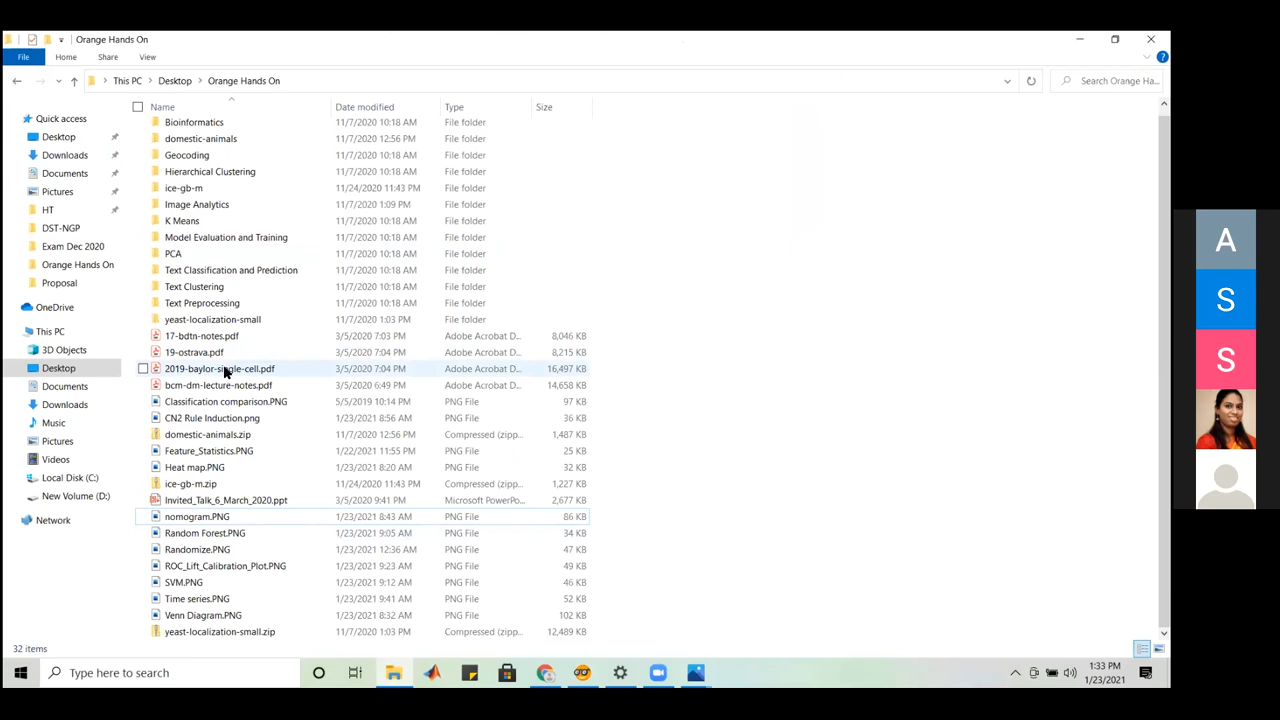 Orange Hands On
File Home Share View
This PC Desktop Orange Hands On Search Orange Ha...
Name Date modified Type Size
Quick access
Desktop
Downloads
Documents
Pictures
HT
DST-NGP
Exam Dec 2020
Orange Hands On
Proposal
OneDrive
This PC
3D Objects
Desktop
Documents
Downloads
Music
Pictures
Videos
Local Disk (C:)
New Volume (D:)
Network
Bioinformatics 11/7/2020 10:18 AM File folder
domestic-animals 11/7/2020 12:56 PM File folder
Geocoding 11/7/2020 10:18 AM File folder
Hierarchical Clustering 11/7/2020 10:18 AM File folder
ice-gb-m 11/24/2020 11:43 PM File folder
Image Analytics 11/7/2020 1:09 PM File folder
K Means 11/7/2020 10:18 AM File folder
Model Evaluation and Training 11/7/2020 10:18 AM File folder
PCA 11/7/2020 10:18 AM File folder
Text Classification and Prediction 11/7/2020 10:18 AM File folder
Text Clustering 11/7/2020 10:18 AM File folder
Text Preprocessing 11/7/2020 10:18 AM File folder
yeast-localization-small 11/7/2020 1:03 PM File folder
17-bdtn-notes.pdf 3/5/2020 7:03 PM Adobe Acrobat D... 8,046 KB
19-ostrava.pdf 3/5/2020 7:04 PM Adobe Acrobat D... 8,215 KB
2019-baylor-single-cell.pdf 3/5/2020 7:04 PM Adobe Acrobat D... 16,497 KB
bcm-dm-lecture-notes.pdf 3/5/2020 6:49 PM Adobe Acrobat D... 14,658 KB
Classification comparison.PNG 5/5/2019 10:14 PM PNG File 97 KB
CN2 Rule Induction.png 1/23/2021 8:56 AM PNG File 36 KB
domestic-animals.zip 11/7/2020 12:56 PM Compressed (zipp... 1,487 KB
Feature_Statistics.PNG 1/22/2021 11:55 PM PNG File 25 KB
Heat map.PNG 1/23/2021 8:20 AM PNG File 32 KB
ice-gb-m.zip 11/24/2020 11:43 PM Compressed (zipp... 1,227 KB
Invited_Talk_6_March_2020.ppt 3/5/2020 9:41 PM Microsoft PowerPo... 2,677 KB
nomogram.PNG 1/23/2021 8:43 AM PNG File 86 KB
Random Forest.PNG 1/23/2021 9:05 AM PNG File 34 KB
Randomize.PNG 1/23/2021 12:36 AM PNG File 47 KB
ROC_Lift_Calibration_Plot.PNG 1/23/2021 9:23 AM PNG File 49 KB
SVM.PNG 1/23/2021 9:12 AM PNG File 46 KB
Time series.PNG 1/23/2021 9:41 AM PNG File 52 KB
Venn Diagram.PNG 1/23/2021 8:32 AM PNG File 102 KB
yeast-localization-small.zip 11/7/2020 1:03 PM Compressed (zipp... 12,489 KB
32 items
Type here to search
1:33 PM
1/23/2021
A
S
S